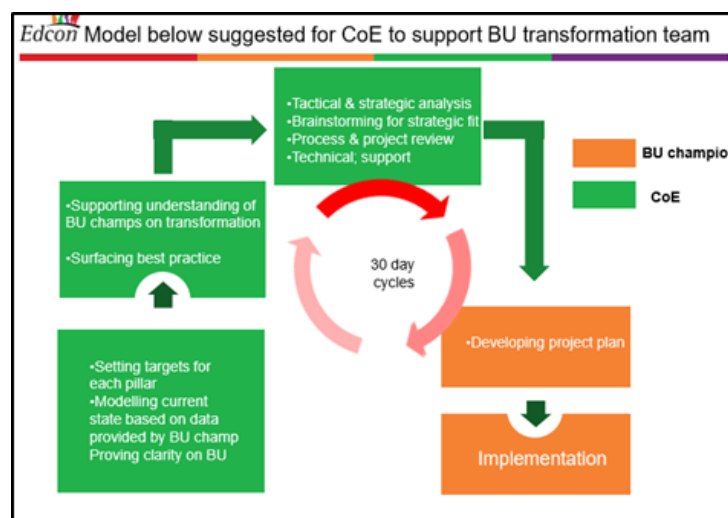 Edcon Model below suggested for CoE to support BU transformation team
•Tactical & strategic analysis
•Brainstorming for strategic fit
•Process & project review
•Technical; support
BU champio
CoE
•Supporting understanding of
BU champs on transformation
•Surfacing best practice
30 day
cycles
•Setting targets for
each pillar
•Modelling current
state based on data
provided by BU champ
Proving clarity on BU
•Developing project plan
Implementation